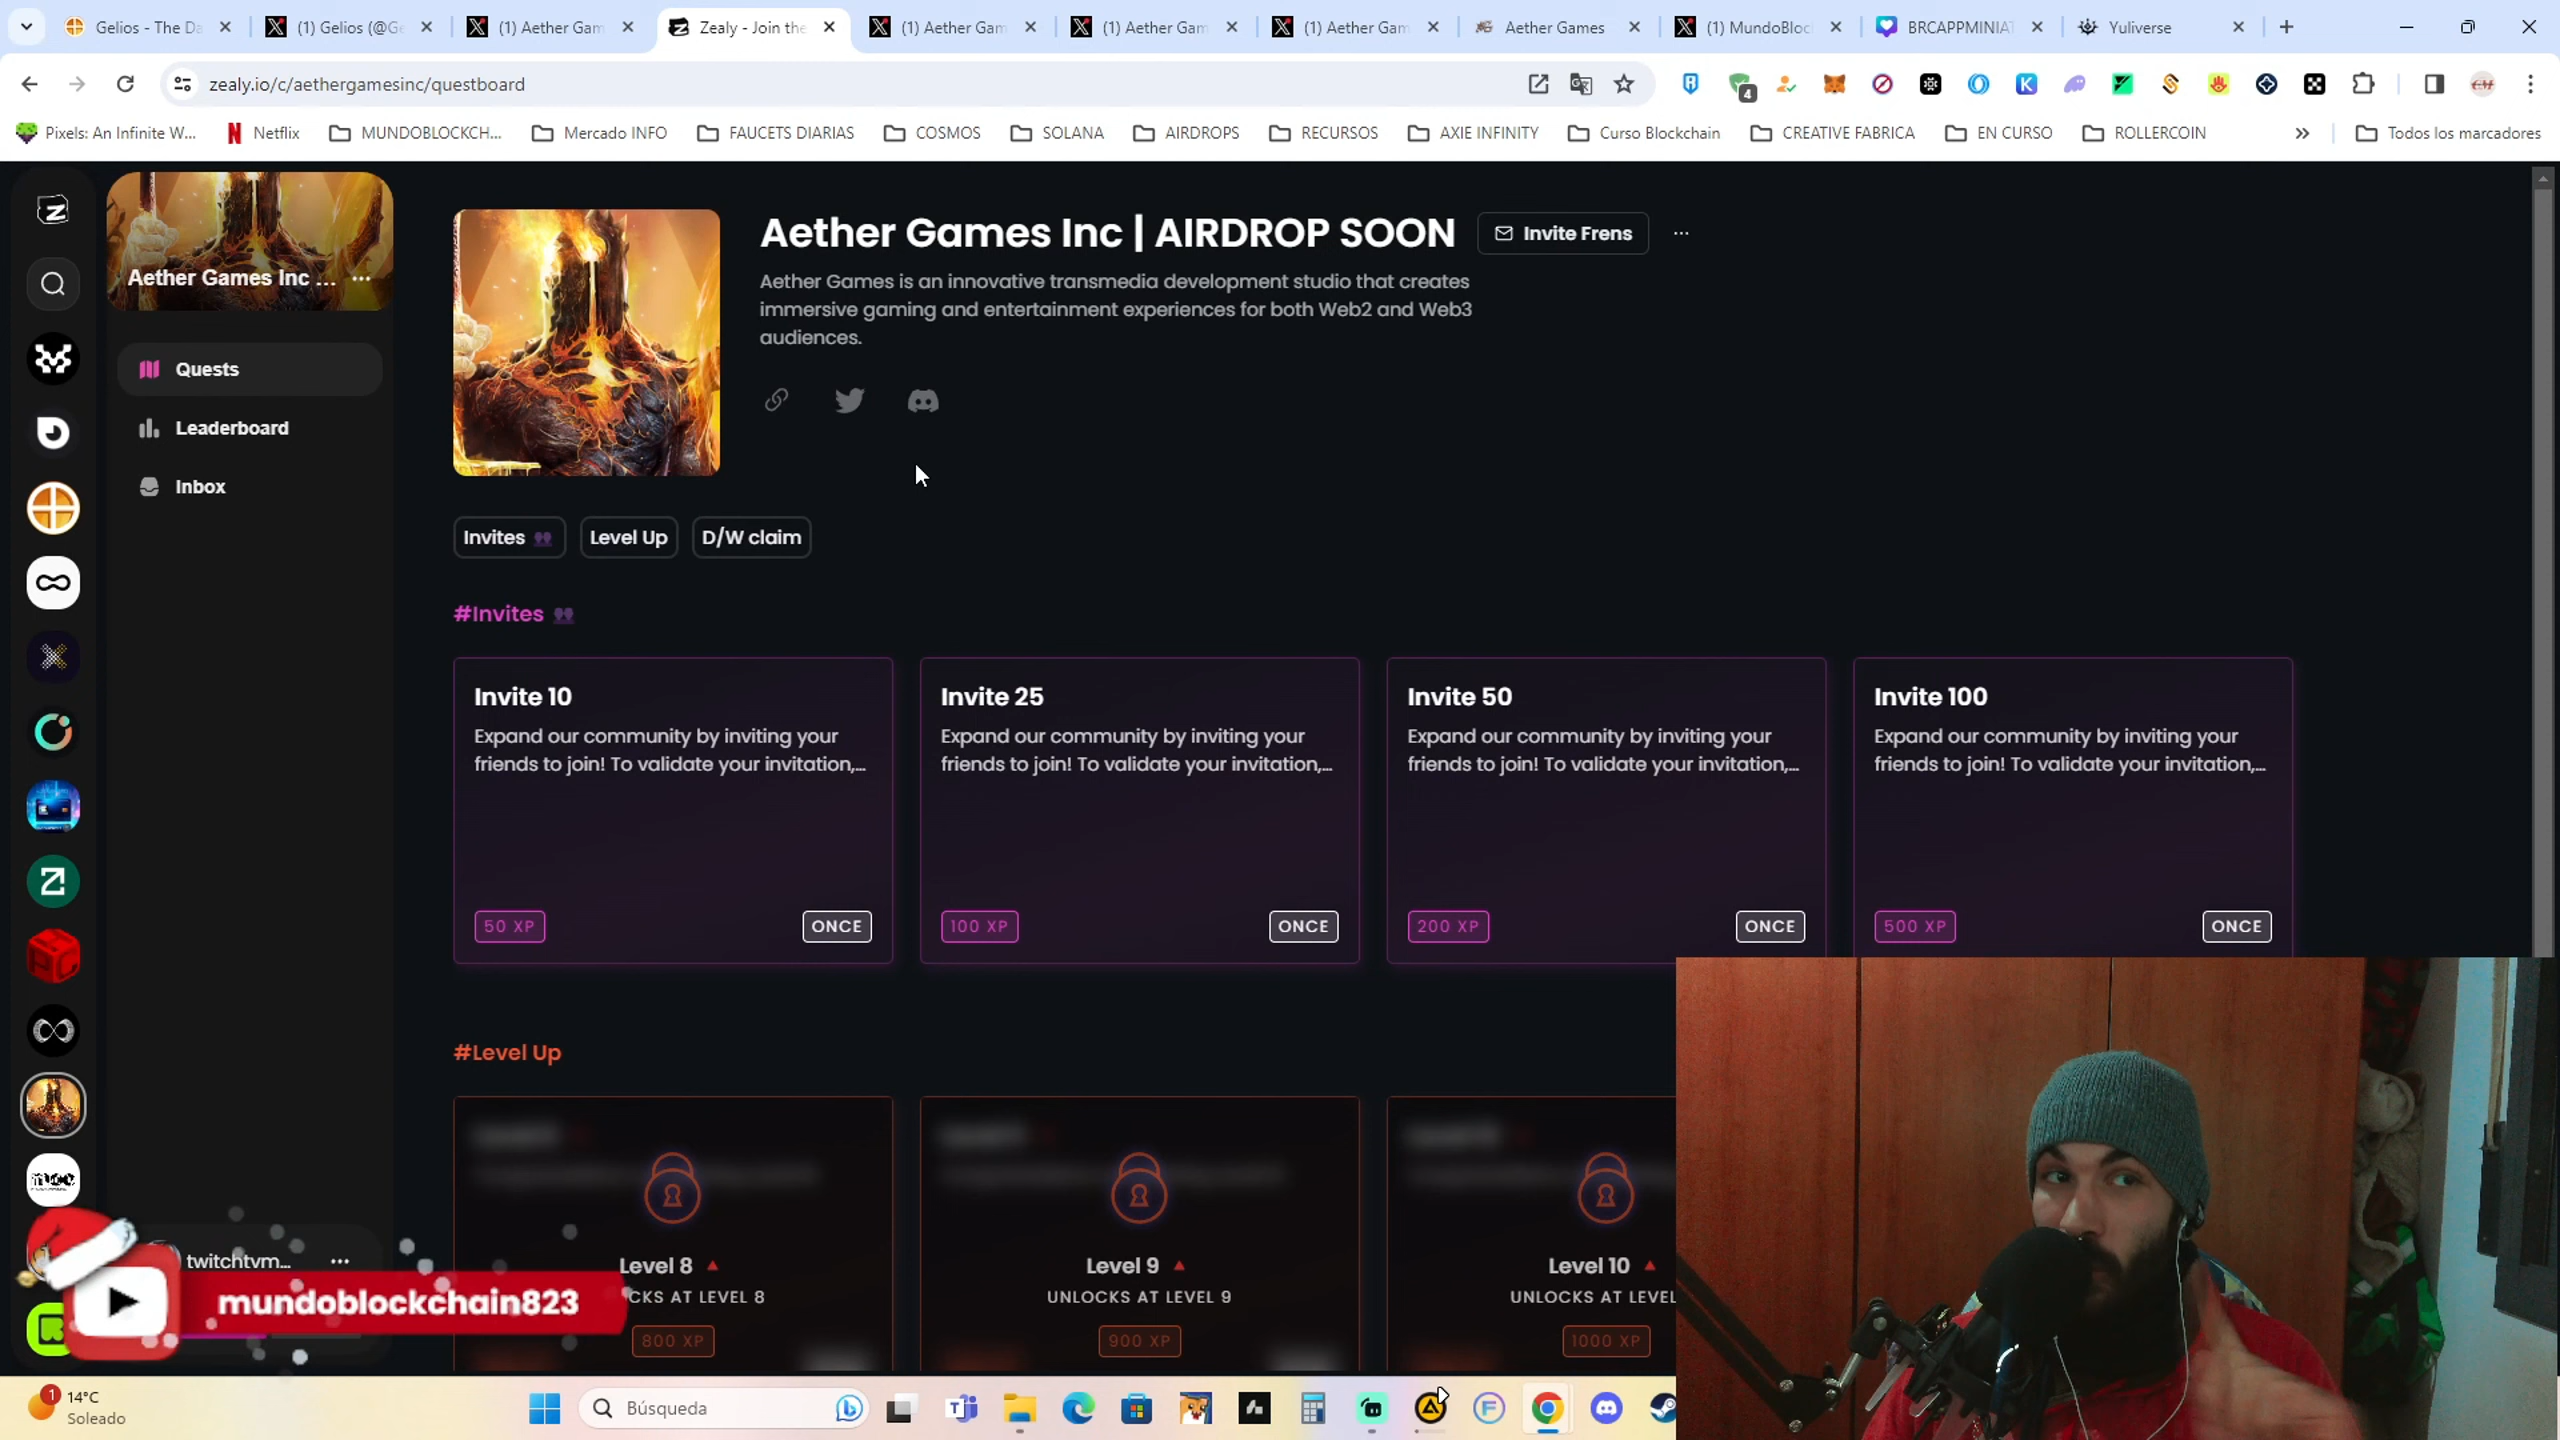 Gelios - The Da
(1) Gelios (@Ge
(1) Aether Gam
Zealy - Join the
(1) Aether Gam
(1) Aether Gam
(1) Aether Gam
Aether Games
(1) MundoBloc
BRCAPPMINIAT
Yuliverse
zealy.io/c/aethergamesinc/questboard
4
Pixels: An Infinite W...
Netflix
MUNDOBLOCKCH...
Mercado INFO
FAUCETS DIARIAS
COSMOS
SOLANA
AIRDROPS
RECURSOS
AXIE INFINITY
Curso Blockchain
CREATIVE FABRICA
EN CURSO
ROLLERCOIN
Todos los marcadores
Aether Games Inc ...
Quests
Leaderboard
Inbox
Aether Games Inc | AIRDROP SOON
Invite Frens
Aether Games is an innovative transmedia development studio that creates
immersive gaming and entertainment experiences for both Web2 and Web3
audiences.
Invites
Level Up
D/W claim
#Invites
Invite 10
Expand our community by inviting your
friends to join! To validate your invitation,...
50 XP
ONCE
Invite 25
Expand our community by inviting your
friends to join! To validate your invitation,...
100 XP
ONCE
Invite 50
Expand our community by inviting your
friends to join! To validate your invitation,...
200 XP
ONCE
Invite 100
Expand our community by inviting your
friends to join! To validate your invitation,...
500 XP
ONCE
#Level Up
Level 8
CKS AT LEVEL 8
800 XP
Level 9
UNLOCKS AT LEVEL 9
900 XP
Level 10
UNLOCKS AT LEVEL
1000 XP
twitchtvm...
mundoblockchain823
1
14°C
Soleado
Búsqueda